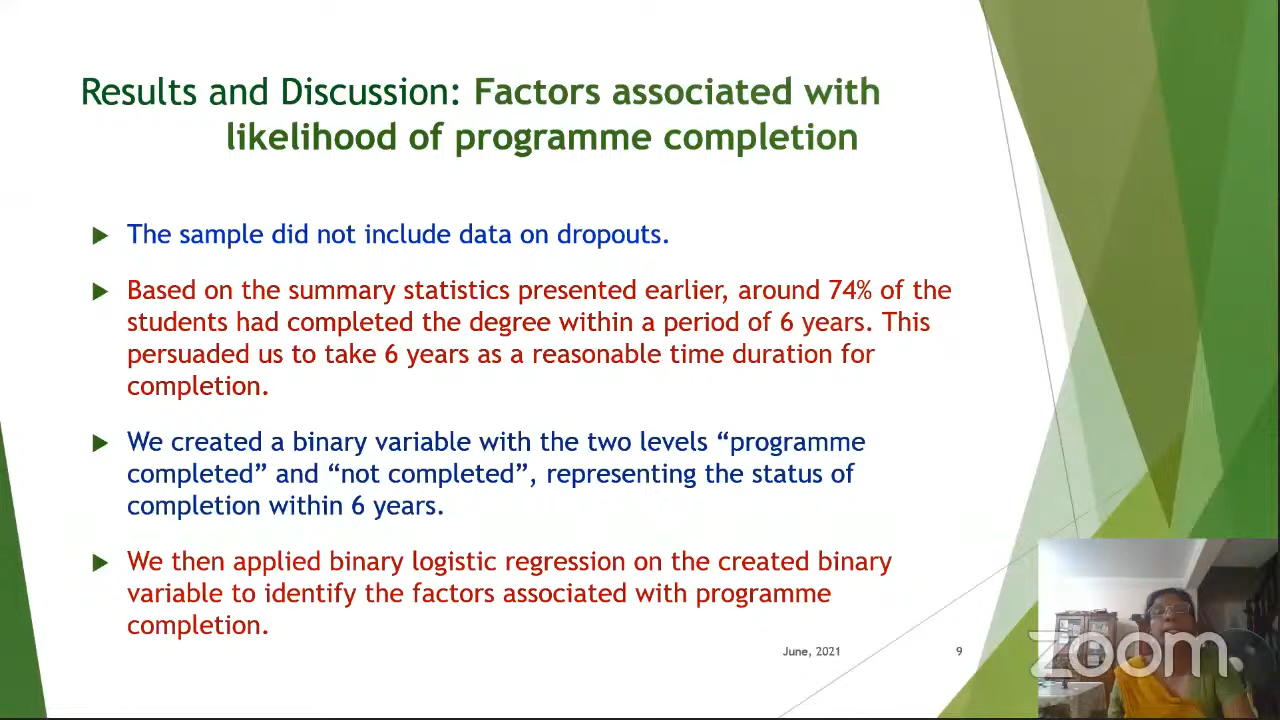 Results and Discussion: Factors associated with
likelihood of programme completion
The sample did not include data on dropouts.
Based on the summary statistics presented earlier, around 74% of the
students had completed the degree within a period of 6 years. This
persuaded us to take 6 years as a reasonable time duration for
completion.
We created a binary variable with the two levels “programme
completed” and “not completed”, representing the status of
completion within 6 years.
We then applied binary logistic regression on the created binary
variable to identify the factors associated with programme
completion.
June, 2021
9
zoom